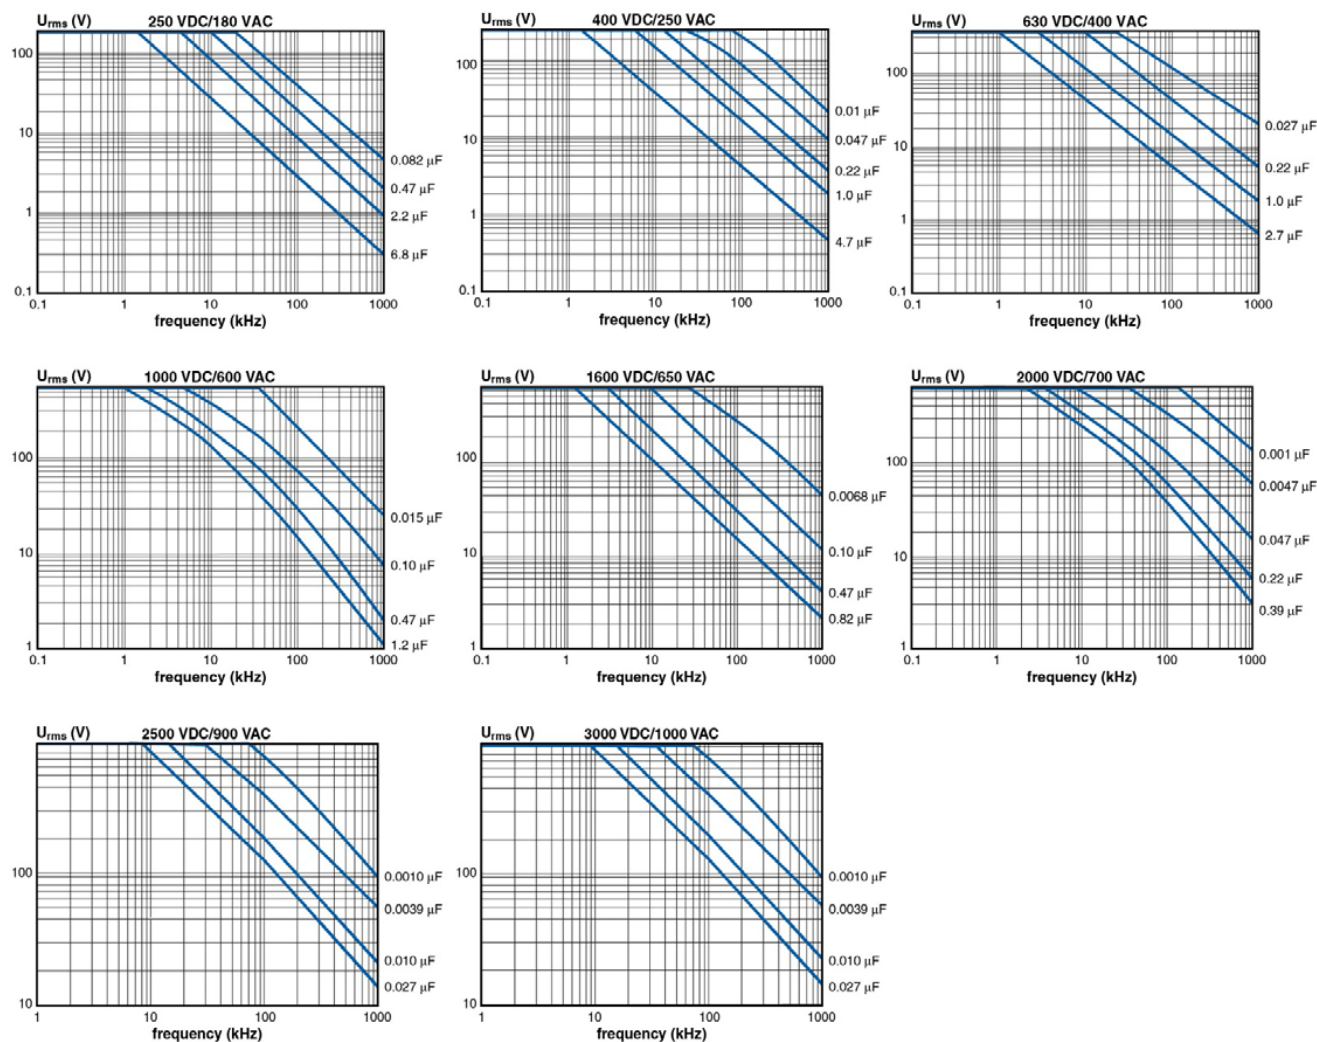 Urms (V) 250 VDC/180 VAC
100
10
1
0.1
0.082 µF
0.47 µF
2.2 µF
6.8 µF
0.1 1 10 100 1000
frequency (kHz)
Urms (V) 400 VDC/250 VAC
100
10
1
0.1
0.01 µF
0.047 µF
0.22 µF
1.0 µF
4.7 µF
0.1 1 10 100 1000
frequency (kHz)
Urms (V) 630 VDC/400 VAC
100
10
1
0.1
0.027 µF
0.22 µF
1.0 µF
2.7 µF
0.1 1 10 100 1000
frequency (kHz)
Urms (V) 1000 VDC/600 VAC
100
10
1
0.015 µF
0.10 µF
0.47 µF
1.2 µF
0.1 1 10 100 1000
frequency (kHz)
Urms (V) 1600 VDC/650 VAC
100
10
1
0.0068 µF
0.10 µF
0.47 µF
0.82 µF
0.1 1 10 100 1000
frequency (kHz)
Urms (V) 2000 VDC/700 VAC
100
10
1
0.001 µF
0.0047 µF
0.047 µF
0.22 µF
0.39 µF
0.1 1 10 100 1000
frequency (kHz)
Urms (V) 2500 VDC/900 VAC
100
10
0.0010 µF
0.0039 µF
0.010 µF
0.027 µF
1 10 100 1000
frequency (kHz)
Urms (V) 3000 VDC/1000 VAC
100
10
0.0010 µF
0.0039 µF
0.010 µF
0.027 µF
1 10 100 1000
frequency (kHz)